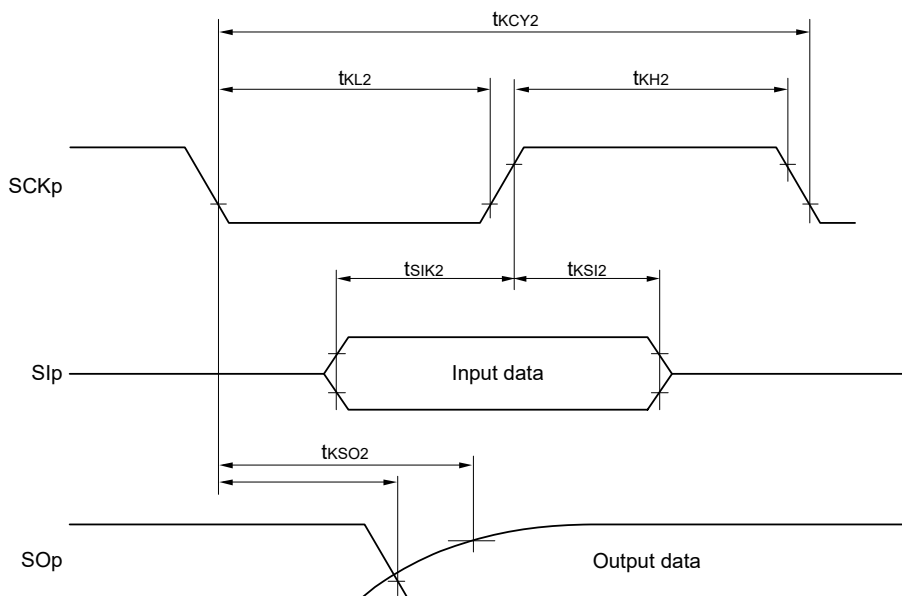 tKCY2
tKL2
tKH2
SCKp
tSIK2
tKSI2
SIp
Input data
tKSO2
SOp
Output data